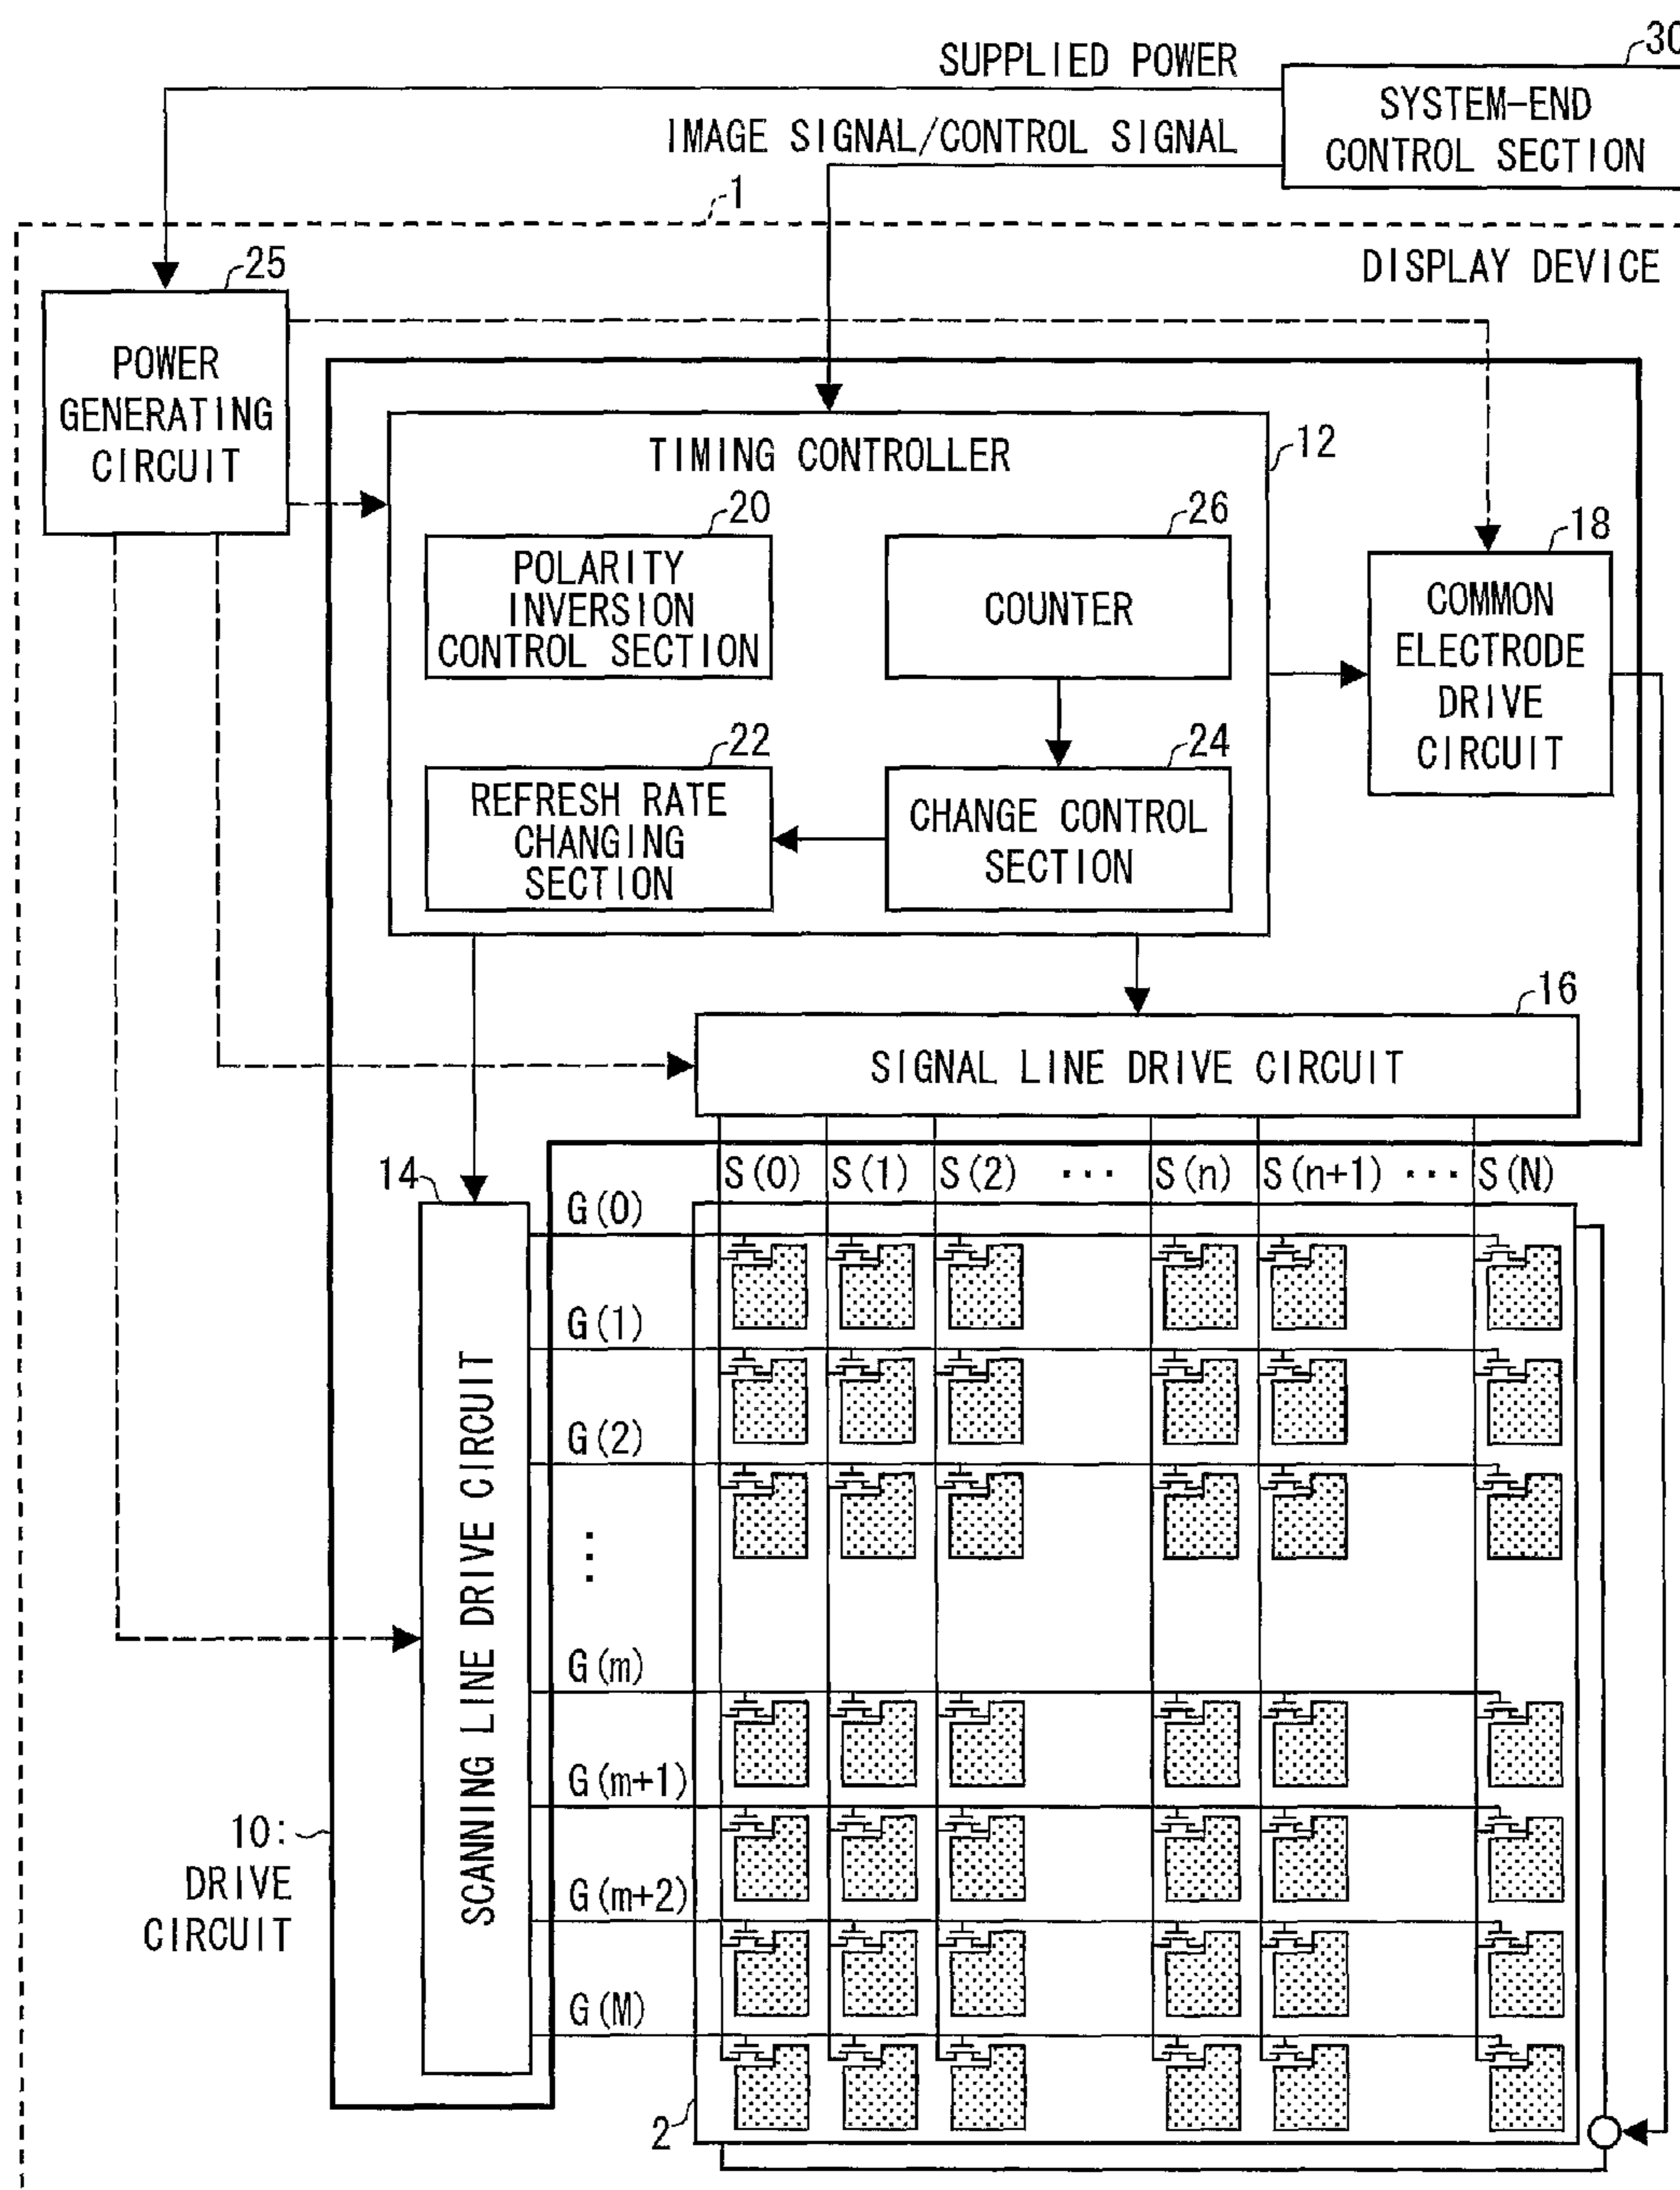 30
SUPPLIED POWER
SYSTEM-END
CONTROL SECTION
IMAGE SIGNAL/CONTROL SIGNAL
1
DISPLAY DEVICE
25
POWER
GENERATING
CIRCUIT
TIMING CONTROLLER
12
20
POLARITY
INVERSION
CONTROL SECTION
26
COUNTER
18
COMMON
ELECTRODE
DRIVE
CIRCUIT
22
REFRESH RATE
CHANGING
SECTION
24
CHANGE CONTROL
SECTION
16
SIGNAL LINE DRIVE CIRCUIT
14
S(0) S(1) S(2) ··· S(n) S(n+1) ··· S(N)
G(0)
G(1)
G(2)
⋮
G(m)
G(m+1)
G(m+2)
G(M)
SCANNING LINE DRIVE CIRCUIT
10:
DRIVE
CIRCUIT
2